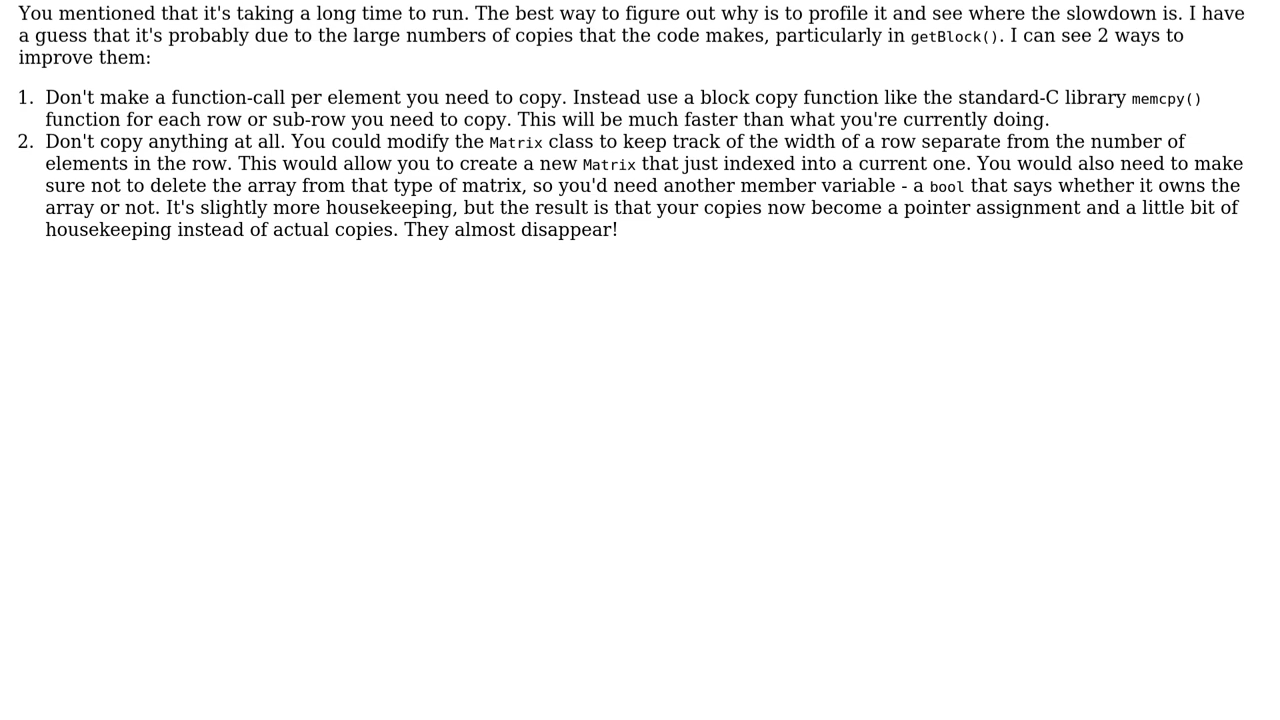 You mentioned that it's taking a long time to run. The best way to figure out why is to profile it and see where the slowdown is. I have
a guess that it's probably due to the large numbers of copies that the code makes, particularly in getBlock(). I can see 2 ways to
improve them:
1. Don't make a function-call per element you need to copy. Instead use a block copy function like the standard-C library memcpy()
function for each row or sub-row you need to copy. This will be much faster than what you're currently doing.
2. Don't copy anything at all. You could modify the Matrix class to keep track of the width of a row separate from the number of
elements in the row. This would allow you to create a new Matrix that just indexed into a current one. You would also need to make
sure not to delete the array from that type of matrix, so you'd need another member variable - a bool that says whether it owns the
array or not. It's slightly more housekeeping, but the result is that your copies now become a pointer assignment and a little bit of
housekeeping instead of actual copies. They almost disappear!